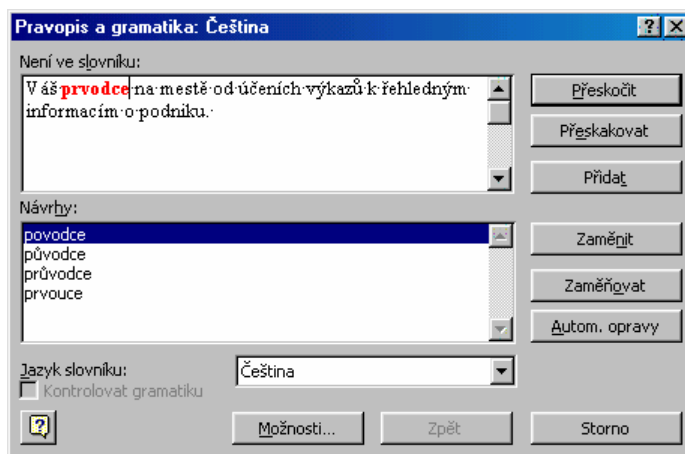 Pravopis a gramatika: Čeština
Není ve slovníku:
Váš prvodce na mestě od účeních výkazů k řehledným
informacím o podniku.
Přeskočit
Přeskakovat
Přidat
Návrhy:
povodce
původce
průvodce
prvouce
Zaměnit
Zaměňovat
Autom. opravy
Jazyk slovníku:
Čeština
Kontrolovat gramatiku
Možnosti...
Zpět
Storno